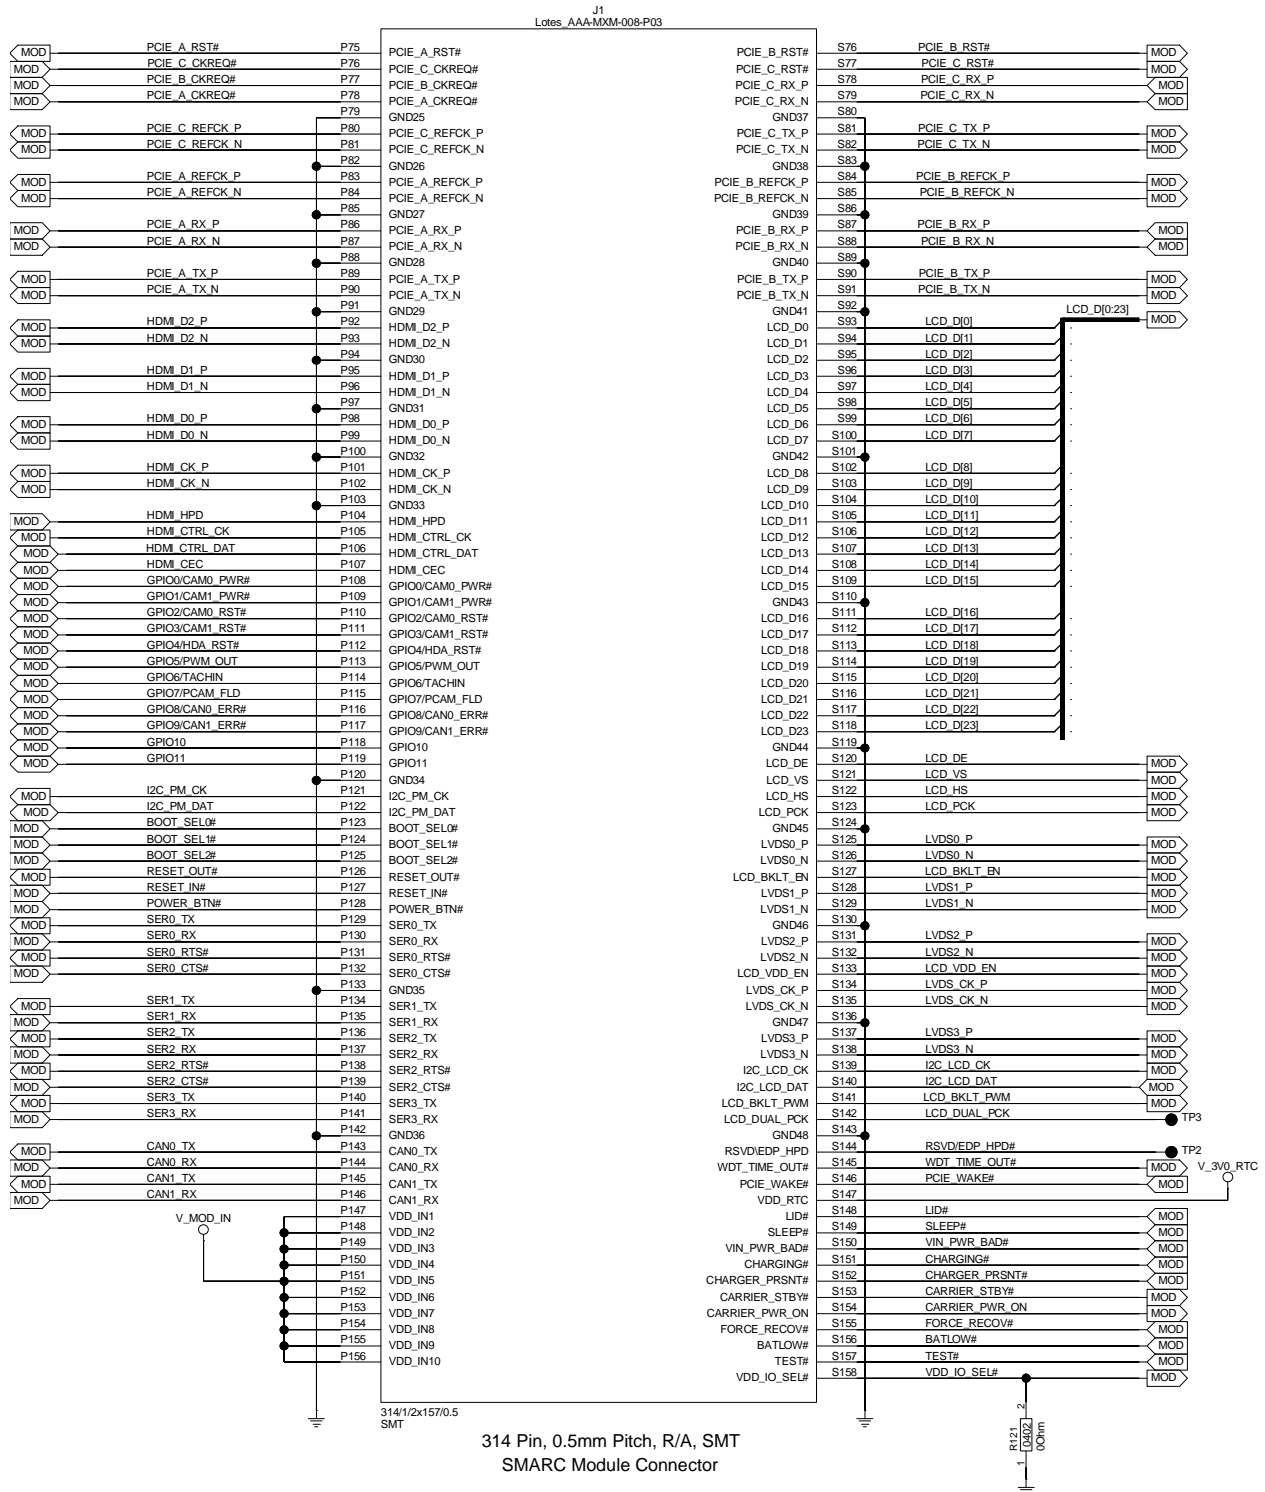 J1
Lotes_AAA-MXM-008-P03
MOD PCIE_A_RST# P75 PCIE_A_RST# PCIE_B_RST# S76 PCIE_B_RST# MOD
MOD PCIE_C_CKREQ# P76 PCIE_C_CKREQ# PCIE_C_RST# S77 PCIE_C_RST# MOD
MOD PCIE_B_CKREQ# P77 PCIE_B_CKREQ# PCIE_C_RX_P S78 PCIE_C_RX_P MOD
MOD PCIE_A_CKREQ# P78 PCIE_A_CKREQ# PCIE_C_RX_N S79 PCIE_C_RX_N MOD
P79 GND25 GND37 S80
MOD PCIE_C_REFCK_P P80 PCIE_C_REFCK_P PCIE_C_TX_P S81 PCIE_C_TX_P MOD
MOD PCIE_C_REFCK_N P81 PCIE_C_REFCK_N PCIE_C_TX_N S82 PCIE_C_TX_N MOD
P82 GND26 GND38 S83
MOD PCIE_A_REFCK_P P83 PCIE_A_REFCK_P PCIE_B_REFCK_P S84 PCIE_B_REFCK_P MOD
MOD PCIE_A_REFCK_N P84 PCIE_A_REFCK_N PCIE_B_REFCK_N S85 PCIE_B_REFCK_N MOD
P85 GND27 GND39 S86
MOD PCIE_A_RX_P P86 PCIE_A_RX_P PCIE_B_RX_P S87 PCIE_B_RX_P MOD
MOD PCIE_A_RX_N P87 PCIE_A_RX_N PCIE_B_RX_N S88 PCIE_B_RX_N MOD
P88 GND28 GND40 S89
MOD PCIE_A_TX_P P89 PCIE_A_TX_P PCIE_B_TX_P S90 PCIE_B_TX_P MOD
MOD PCIE_A_TX_N P90 PCIE_A_TX_N PCIE_B_TX_N S91 PCIE_B_TX_N MOD
P91 GND29 GND41 S92 LCD_D[0:23] MOD
MOD HDMI_D2_P P92 HDMI_D2_P LCD_D0 S93 LCD_D[0]
MOD HDMI_D2_N P93 HDMI_D2_N LCD_D1 S94 LCD_D[1]
P94 GND30 LCD_D2 S95 LCD_D[2]
MOD HDMI_D1_P P95 HDMI_D1_P LCD_D3 S96 LCD_D[3]
MOD HDMI_D1_N P96 HDMI_D1_N LCD_D4 S97 LCD_D[4]
P97 GND31 LCD_D5 S98 LCD_D[5]
MOD HDMI_D0_P P98 HDMI_D0_P LCD_D6 S99 LCD_D[6]
MOD HDMI_D0_N P99 HDMI_D0_N LCD_D7 S100 LCD_D[7]
P100 GND32 GND42 S101
MOD HDMI_CK_P P101 HDMI_CK_P LCD_D8 S102 LCD_D[8]
MOD HDMI_CK_N P102 HDMI_CK_N LCD_D9 S103 LCD_D[9]
P103 GND33 LCD_D10 S104 LCD_D[10]
MOD HDMI_HPD P104 HDMI_HPD LCD_D11 S105 LCD_D[11]
MOD HDMI_CTRL_CK P105 HDMI_CTRL_CK LCD_D12 S106 LCD_D[12]
MOD HDMI_CTRL_DAT P106 HDMI_CTRL_DAT LCD_D13 S107 LCD_D[13]
MOD HDMI_CEC P107 HDMI_CEC LCD_D14 S108 LCD_D[14]
MOD GPIO0/CAM0_PWR# P108 GPIO0/CAM0_PWR# LCD_D15 S109 LCD_D[15]
MOD GPIO1/CAM1_PWR# P109 GPIO1/CAM1_PWR# GND43 S110
MOD GPIO2/CAM0_RST# P110 GPIO2/CAM0_RST# LCD_D16 S111 LCD_D[16]
MOD GPIO3/CAM1_RST# P111 GPIO3/CAM1_RST# LCD_D17 S112 LCD_D[17]
MOD GPIO4/HDA_RST# P112 GPIO4/HDA_RST# LCD_D18 S113 LCD_D[18]
MOD GPIO5/PWM_OUT P113 GPIO5/PWM_OUT LCD_D19 S114 LCD_D[19]
MOD GPIO6/TACHIN P114 GPIO6/TACHIN LCD_D20 S115 LCD_D[20]
MOD GPIO7/PCAM_FLD P115 GPIO7/PCAM_FLD LCD_D21 S116 LCD_D[21]
MOD GPIO8/CAN0_ERR# P116 GPIO8/CAN0_ERR# LCD_D22 S117 LCD_D[22]
MOD GPIO9/CAN1_ERR# P117 GPIO9/CAN1_ERR# LCD_D23 S118 LCD_D[23]
MOD GPIO10 P118 GPIO10 GND44 S119
MOD GPIO11 P119 GPIO11 LCD_DE S120 LCD_DE MOD
P120 GND34 LCD_VS S121 LCD_VS MOD
MOD I2C_PM_CK P121 I2C_PM_CK LCD_HS S122 LCD_HS MOD
MOD I2C_PM_DAT P122 I2C_PM_DAT LCD_PCK S123 LCD_PCK MOD
MOD BOOT_SEL0# P123 BOOT_SEL0# GND45 S124
MOD BOOT_SEL1# P124 BOOT_SEL1# LVDS0_P S125 LVDS0_P MOD
MOD BOOT_SEL2# P125 BOOT_SEL2# LVDS0_N S126 LVDS0_N MOD
MOD RESET_OUT# P126 RESET_OUT# LCD_BKLT_EN S127 LCD_BKLT_EN MOD
MOD RESET_IN# P127 RESET_IN# LVDS1_P S128 LVDS1_P MOD
MOD POWER_BTN# P128 POWER_BTN# LVDS1_N S129 LVDS1_N MOD
MOD SER0_TX P129 SER0_TX GND46 S130
MOD SER0_RX P130 SER0_RX LVDS2_P S131 LVDS2_P MOD
MOD SER0_RTS# P131 SER0_RTS# LVDS2_N S132 LVDS2_N MOD
MOD SER0_CTS# P132 SER0_CTS# LCD_VDD_EN S133 LCD_VDD_EN MOD
P133 GND35 LVDS_CK_P S134 LVDS_CK_P MOD
MOD SER1_TX P134 SER1_TX LVDS_CK_N S135 LVDS_CK_N MOD
MOD SER1_RX P135 SER1_RX GND47 S136
MOD SER2_TX P136 SER2_TX LVDS3_P S137 LVDS3_P MOD
MOD SER2_RX P137 SER2_RX LVDS3_N S138 LVDS3_N MOD
MOD SER2_RTS# P138 SER2_RTS# I2C_LCD_CK S139 I2C_LCD_CK MOD
MOD SER2_CTS# P139 SER2_CTS# I2C_LCD_DAT S140 I2C_LCD_DAT MOD
MOD SER3_TX P140 SER3_TX LCD_BKLT_PWM S141 LCD_BKLT_PWM MOD
MOD SER3_RX P141 SER3_RX LCD_DUAL_PCK S142 LCD_DUAL_PCK TP3
P142 GND36 GND48 S143
MOD CAN0_TX P143 CAN0_TX RSVD\EDP_HPD S144 RSVD/EDP_HPD# TP2
MOD CAN0_RX P144 CAN0_RX WDT_TIME_OUT# S145 WDT_TIME_OUT# MOD V_3V0_RTC
MOD CAN1_TX P145 CAN1_TX PCIE_WAKE# S146 PCIE_WAKE# MOD
MOD CAN1_RX P146 CAN1_RX VDD_RTC S147
V_MOD_IN P147 VDD_IN1 LID# S148 LID# MOD
P148 VDD_IN2 SLEEP# S149 SLEEP# MOD
P149 VDD_IN3 VIN_PWR_BAD# S150 VIN_PWR_BAD# MOD
P150 VDD_IN4 CHARGING# S151 CHARGING# MOD
P151 VDD_IN5 CHARGER_PRSNT# S152 CHARGER_PRSNT# MOD
P152 VDD_IN6 CARRIER_STBY# S153 CARRIER_STBY# MOD
P153 VDD_IN7 CARRIER_PWR_ON S154 CARRIER_PWR_ON MOD
P154 VDD_IN8 FORCE_RECOV# S155 FORCE_RECOV# MOD
P155 VDD_IN9 BATLOW# S156 BATLOW# MOD
P156 VDD_IN10 TEST# S157 TEST# MOD
VDD_IO_SEL# S158 VDD_IO_SEL# MOD
314/1/2x157/0.5
SMT
2
R121
0402
0Ohm
1
314 Pin, 0.5mm Pitch, R/A, SMT
SMARC Module Connector